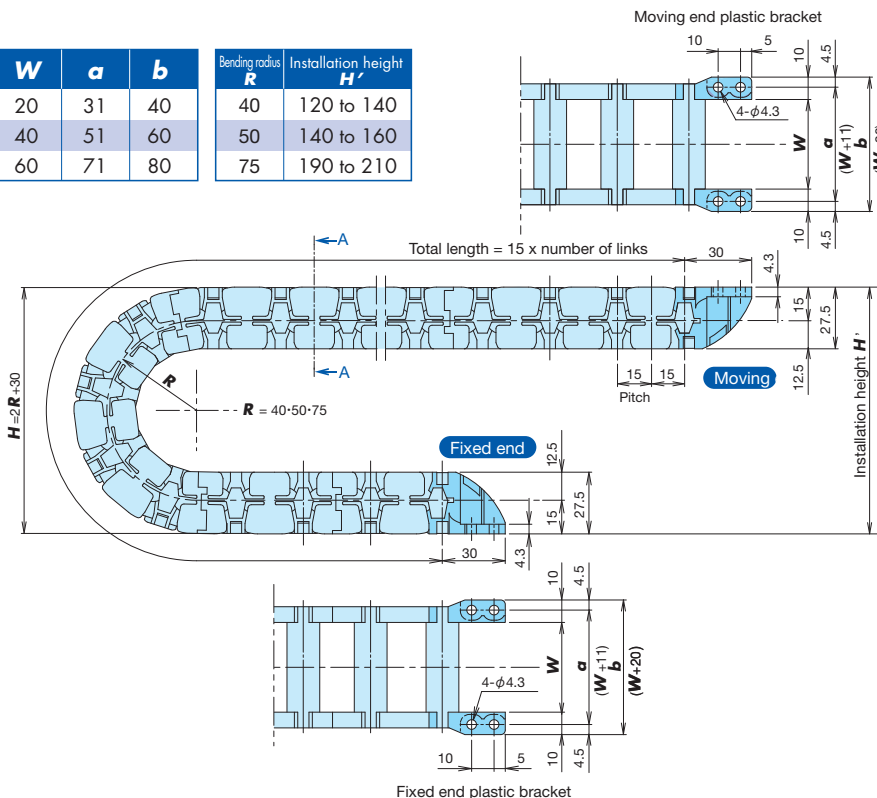 Moving end plastic bracket
W a b
20 31 40
40 51 60
60 71 80
Bending radius R Installation height H′
40 120 to 140
50 140 to 160
75 190 to 210
10 5 10 4.5
4-φ4.3
W
a
(W+11)
b
10 4.5
A
Total length = 15 x number of links
30
4.3
15
27.5
12.5
A
15 15
Pitch
Moving
Installation height H′
H=2R+30
R
R = 40·50·75
Fixed end
12.5
27.5
15
30
4.3
10 4.5
W
a
(W+11)
b
(W+20)
4-φ4.3
10 5 10 4.5
Fixed end plastic bracket